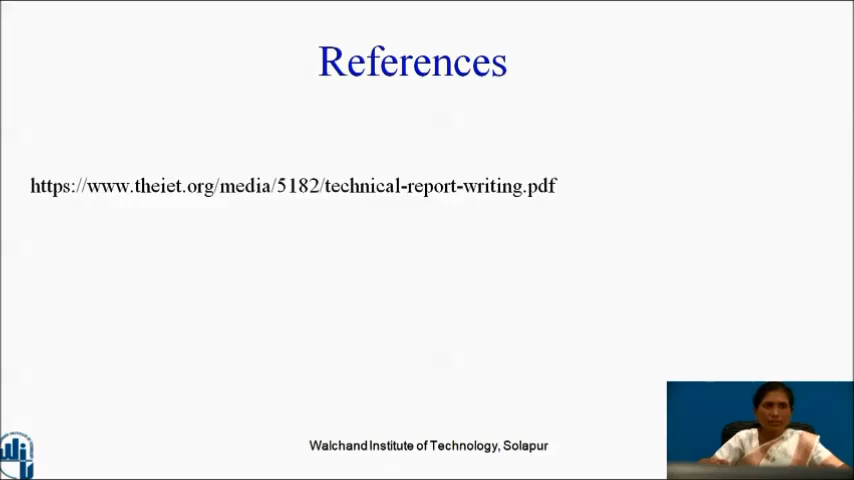 References
https://www.theiet.org/media/5182/technical-report-writing.pdf
Walchand Institute of Technology, Solapur